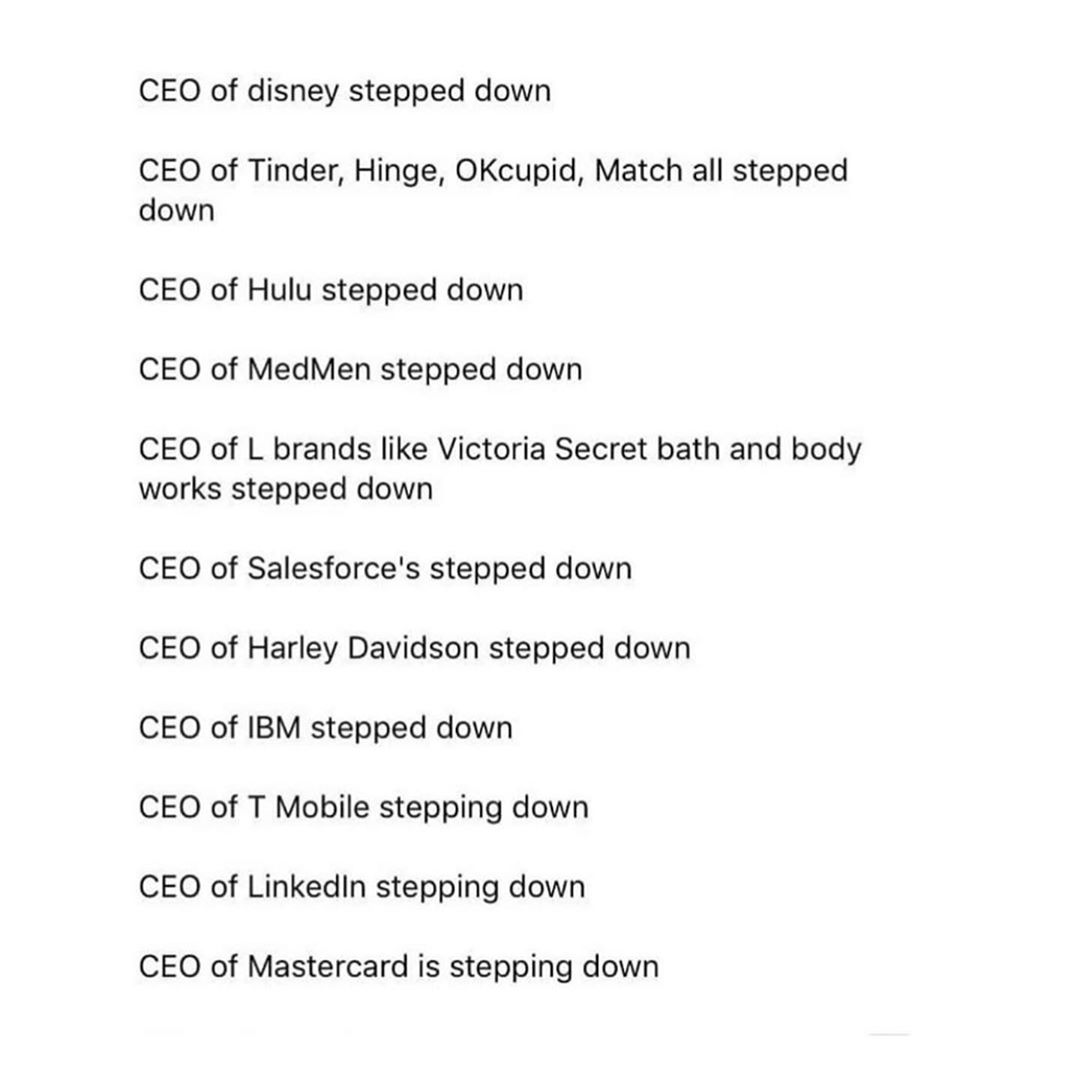 CEO of disney stepped down
CEO of Tinder, Hinge, OKcupid, Match all stepped
down
CEO of Hulu stepped down
CEO of MedMen stepped down
CEO of L brands like Victoria Secret bath and body
works stepped down
CEO of Salesforce's stepped down
CEO of Harley Davidson stepped down
CEO of IBM stepped down
CEO of T Mobile stepping down
CEO of LinkedIn stepping down
CEO of Mastercard is stepping down